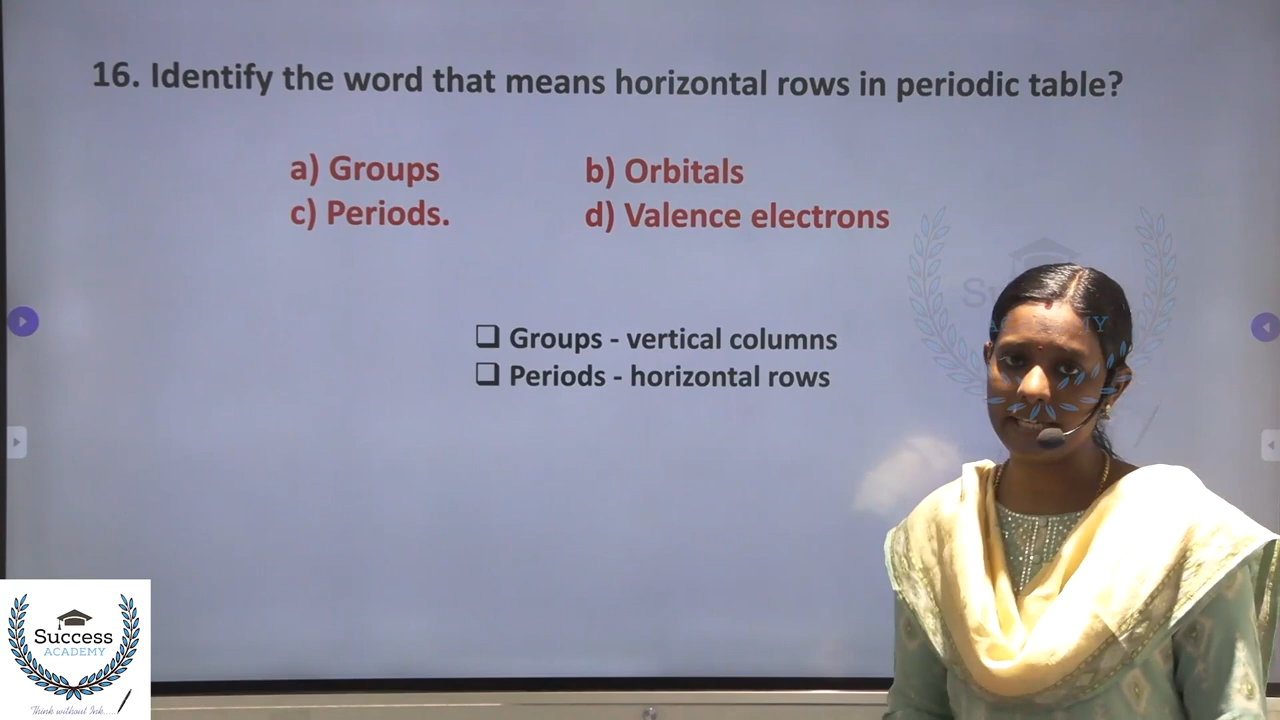 16. Identify the word that means horizontal rows in periodic table?
a) Groups b) Orbitals
c) Periods. d) Valence electrons
❑ Groups - vertical columns
❑ Periods - horizontal rows
ACADEMY
Success
ACADEMY
Think without Ink.....